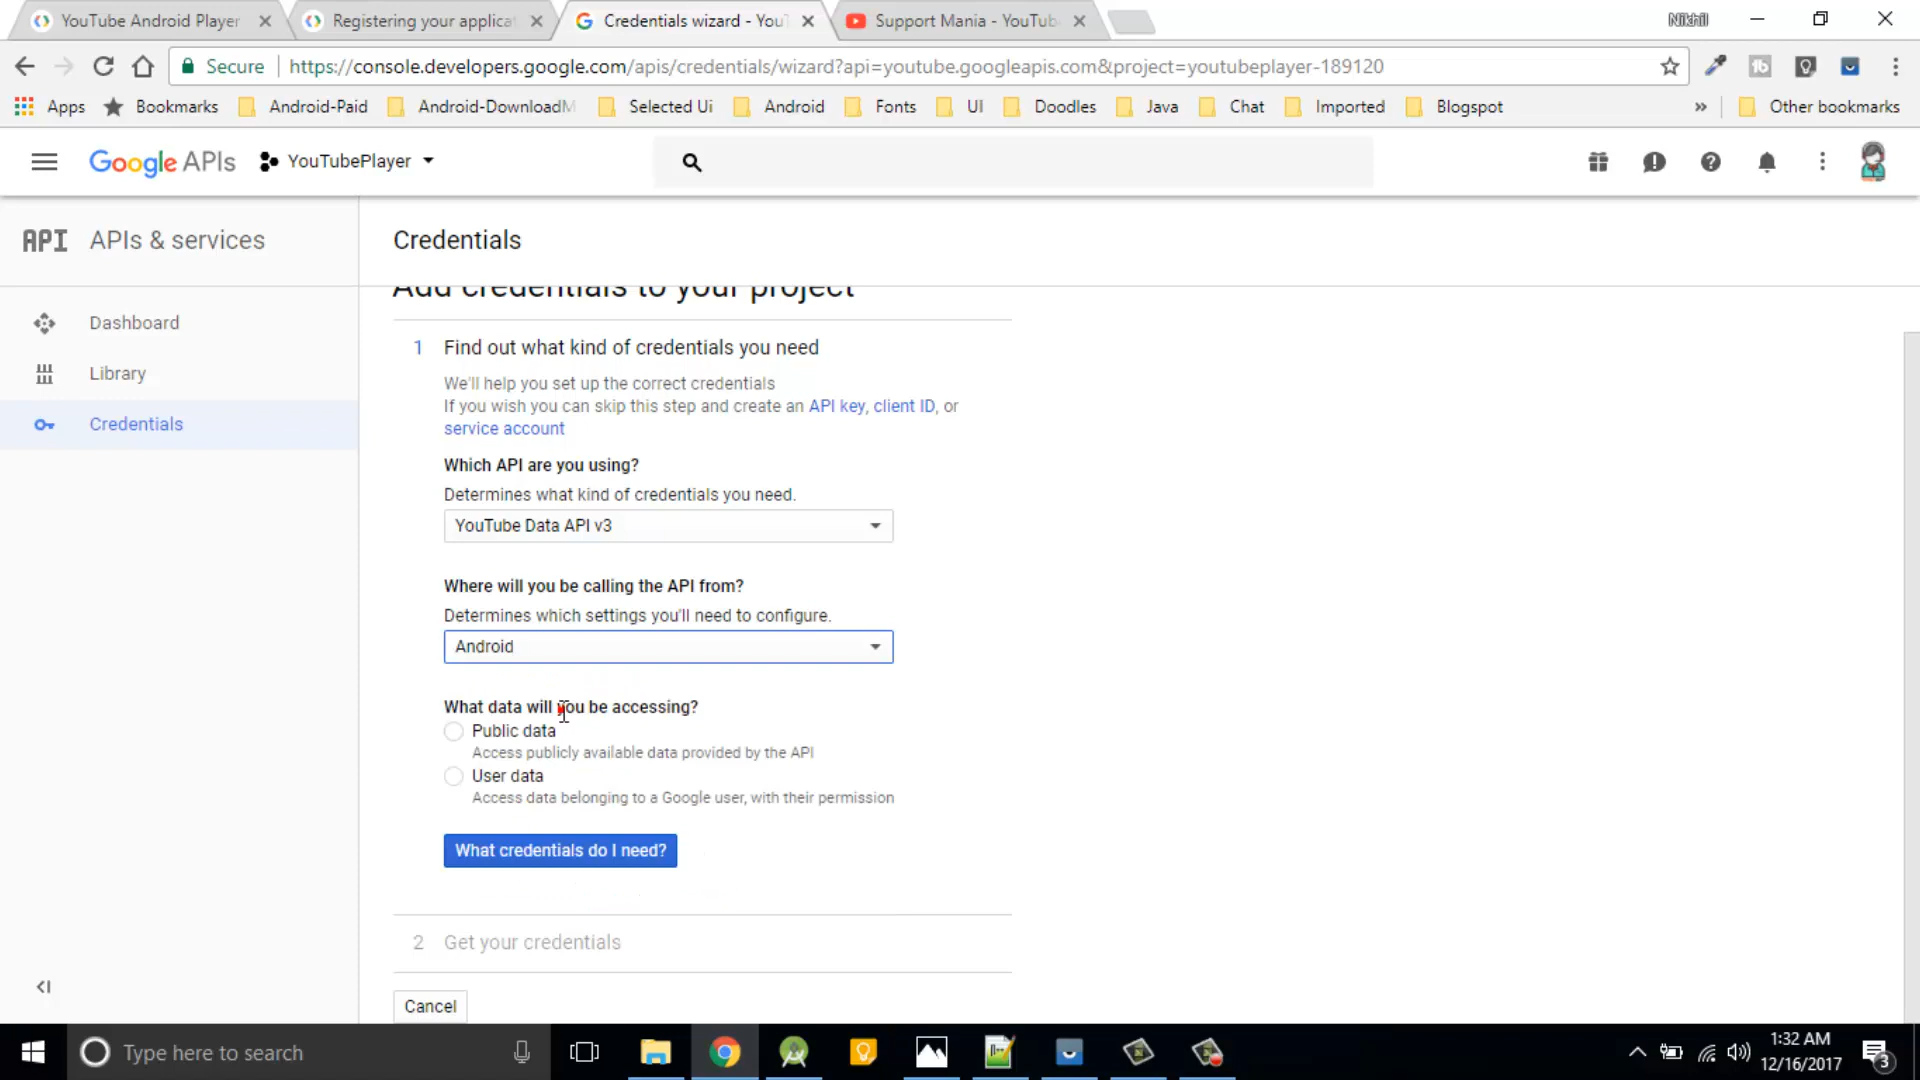 YouTube Android Player
Registering your applica
Credentials wizard - You
Support Mania - YouTub
Nikhil
Secure
https://console.developers.google.com/apis/credentials/wizard?api=youtube.googleapis.com&project=youtubeplayer-189120
Apps
Bookmarks
Android-Paid
Android-DownloadM
Selected Ui
Android
Fonts
UI
Doodles
Java
Chat
Imported
Blogspot
»
Other bookmarks
Google APIs
YouTubePlayer
API
APIs & services
Credentials
Dashboard
Library
Credentials
Add credentials to your project
1 Find out what kind of credentials you need
We'll help you set up the correct credentials
If you wish you can skip this step and create an API key, client ID, or
service account
Which API are you using?
Determines what kind of credentials you need.
YouTube Data API v3
Where will you be calling the API from?
Determines which settings you'll need to configure.
Android
What data will you be accessing?
Public data
Access publicly available data provided by the API
User data
Access data belonging to a Google user, with their permission
What credentials do I need?
2 Get your credentials
Cancel
Type here to search
1:32 AM
12/16/2017
3